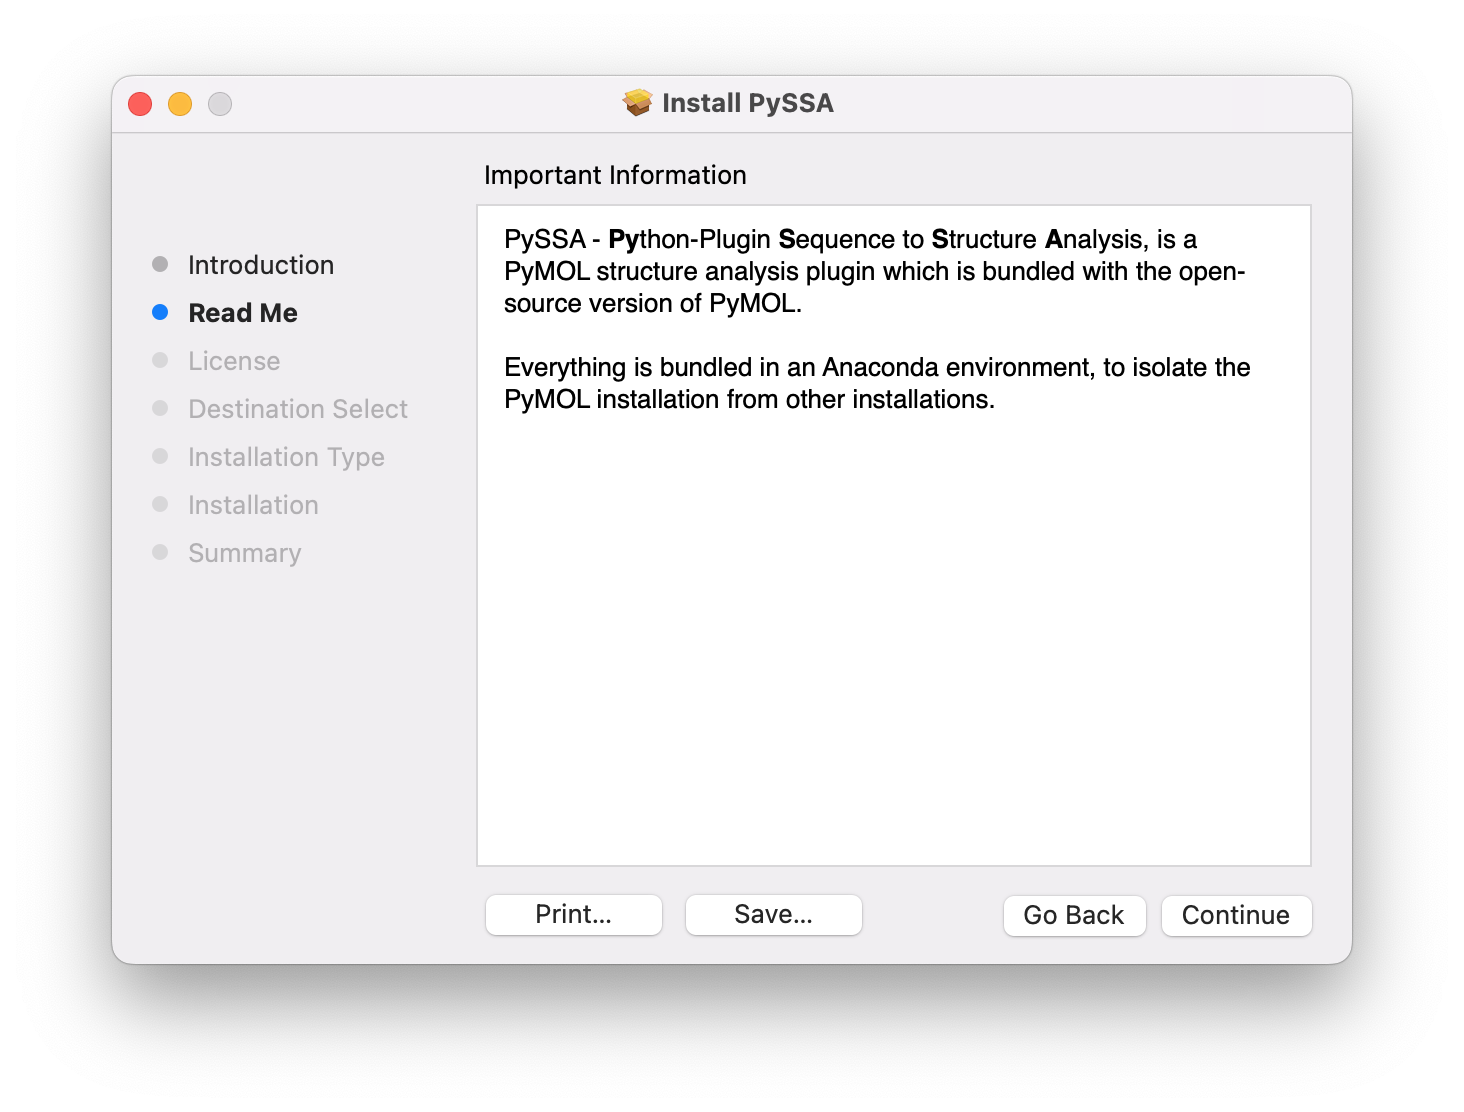 Install PySSA
Important Information
Introduction
Read Me
License
Destination Select
Installation Type
Installation
Summary
PySSA - Python-Plugin Sequence to Structure Analysis, is a
PyMOL structure analysis plugin which is bundled with the open-
source version of PyMOL.
Everything is bundled in an Anaconda environment, to isolate the
PyMOL installation from other installations.
Print...
Save...
Go Back
Continue